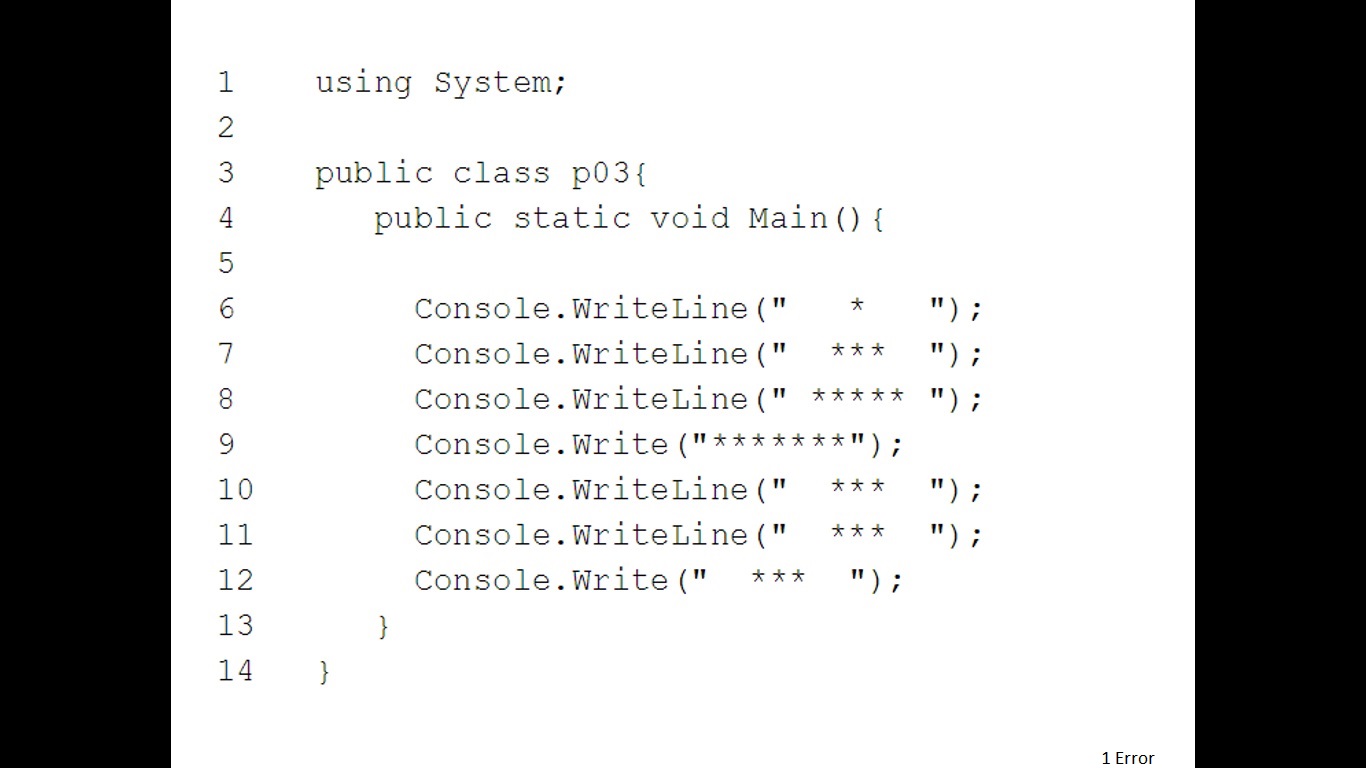 1 using System;
2
3 public class p03{
4    public static void Main(){
5
6      Console.WriteLine("   *   ");
7      Console.WriteLine("  ***  ");
8      Console.WriteLine(" ***** ");
9      Console.Write("*******");
10      Console.WriteLine("  ***  ");
11      Console.WriteLine("  ***  ");
12      Console.Write("  ***  ");
13    }
14 }
1 Error